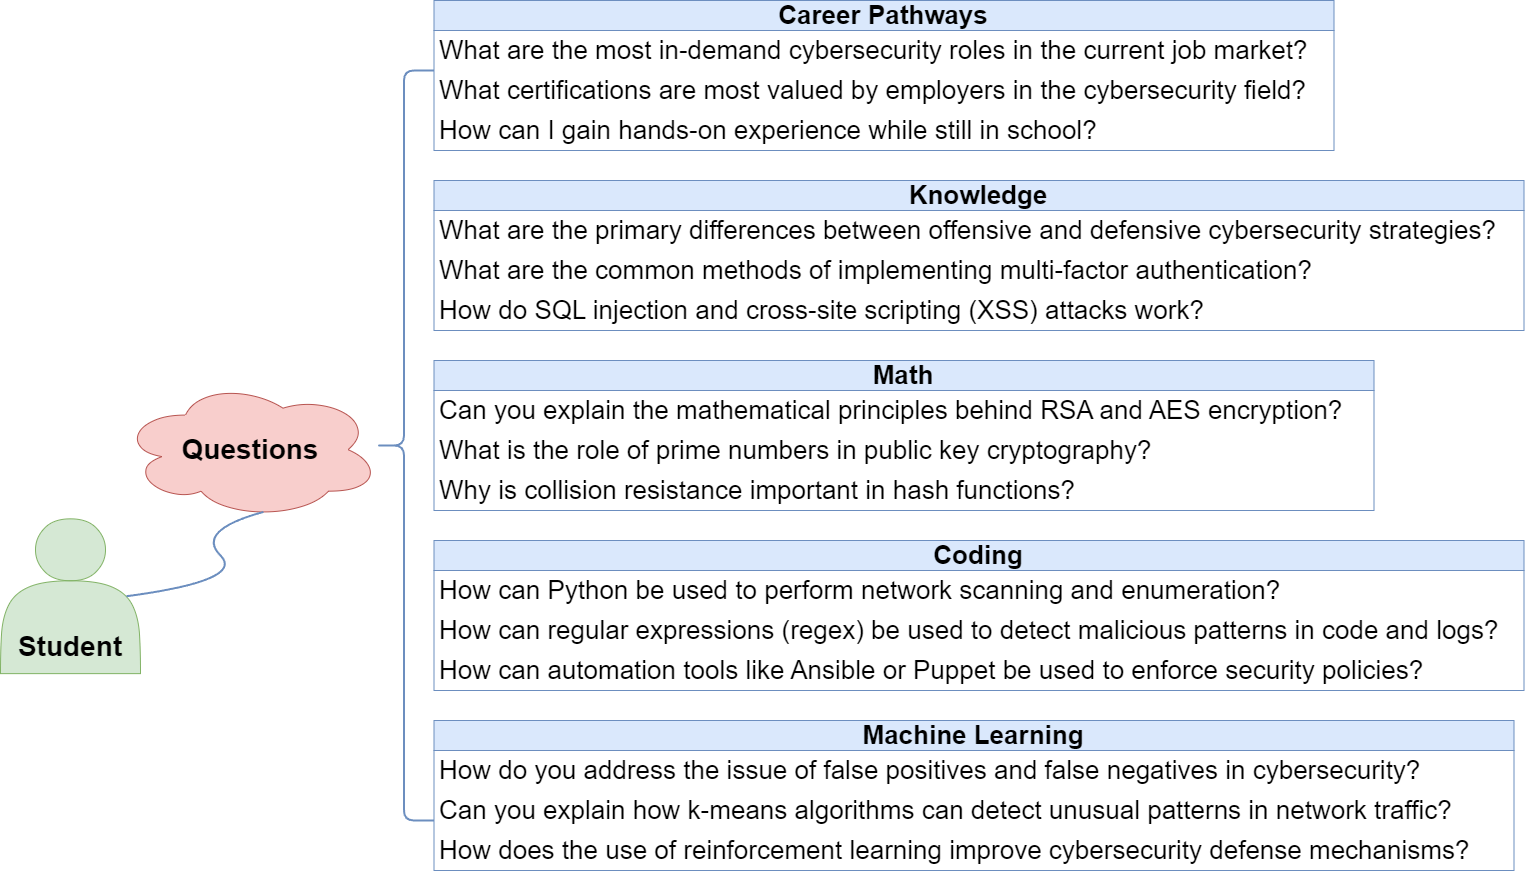 Career Pathways
What are the most in-demand cybersecurity roles in the current job market?
What certifications are most valued by employers in the cybersecurity field?
How can I gain hands-on experience while still in school?
Knowledge
What are the primary differences between offensive and defensive cybersecurity strategies?
What are the common methods of implementing multi-factor authentication?
How do SQL injection and cross-site scripting (XSS) attacks work?
Math
Can you explain the mathematical principles behind RSA and AES encryption?
What is the role of prime numbers in public key cryptography?
Why is collision resistance important in hash functions?
Questions
Coding
How can Python be used to perform network scanning and enumeration?
How can regular expressions (regex) be used to detect malicious patterns in code and logs?
How can automation tools like Ansible or Puppet be used to enforce security policies?
Student
Machine Learning
How do you address the issue of false positives and false negatives in cybersecurity?
Can you explain how k-means algorithms can detect unusual patterns in network traffic?
How does the use of reinforcement learning improve cybersecurity defense mechanisms?